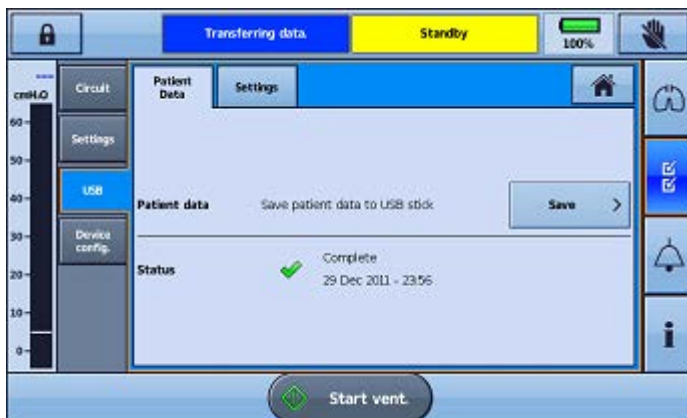 Transferring data.
Standby
100%
---
cmH2O
60
50
40
30
20
10
0
Circuit
Settings
USB
Device
config.
Patient
Data
Settings
Patient data
Save patient data to USB stick
Save
Status
Complete
29 Dec 2011 - 23:56
Start vent.